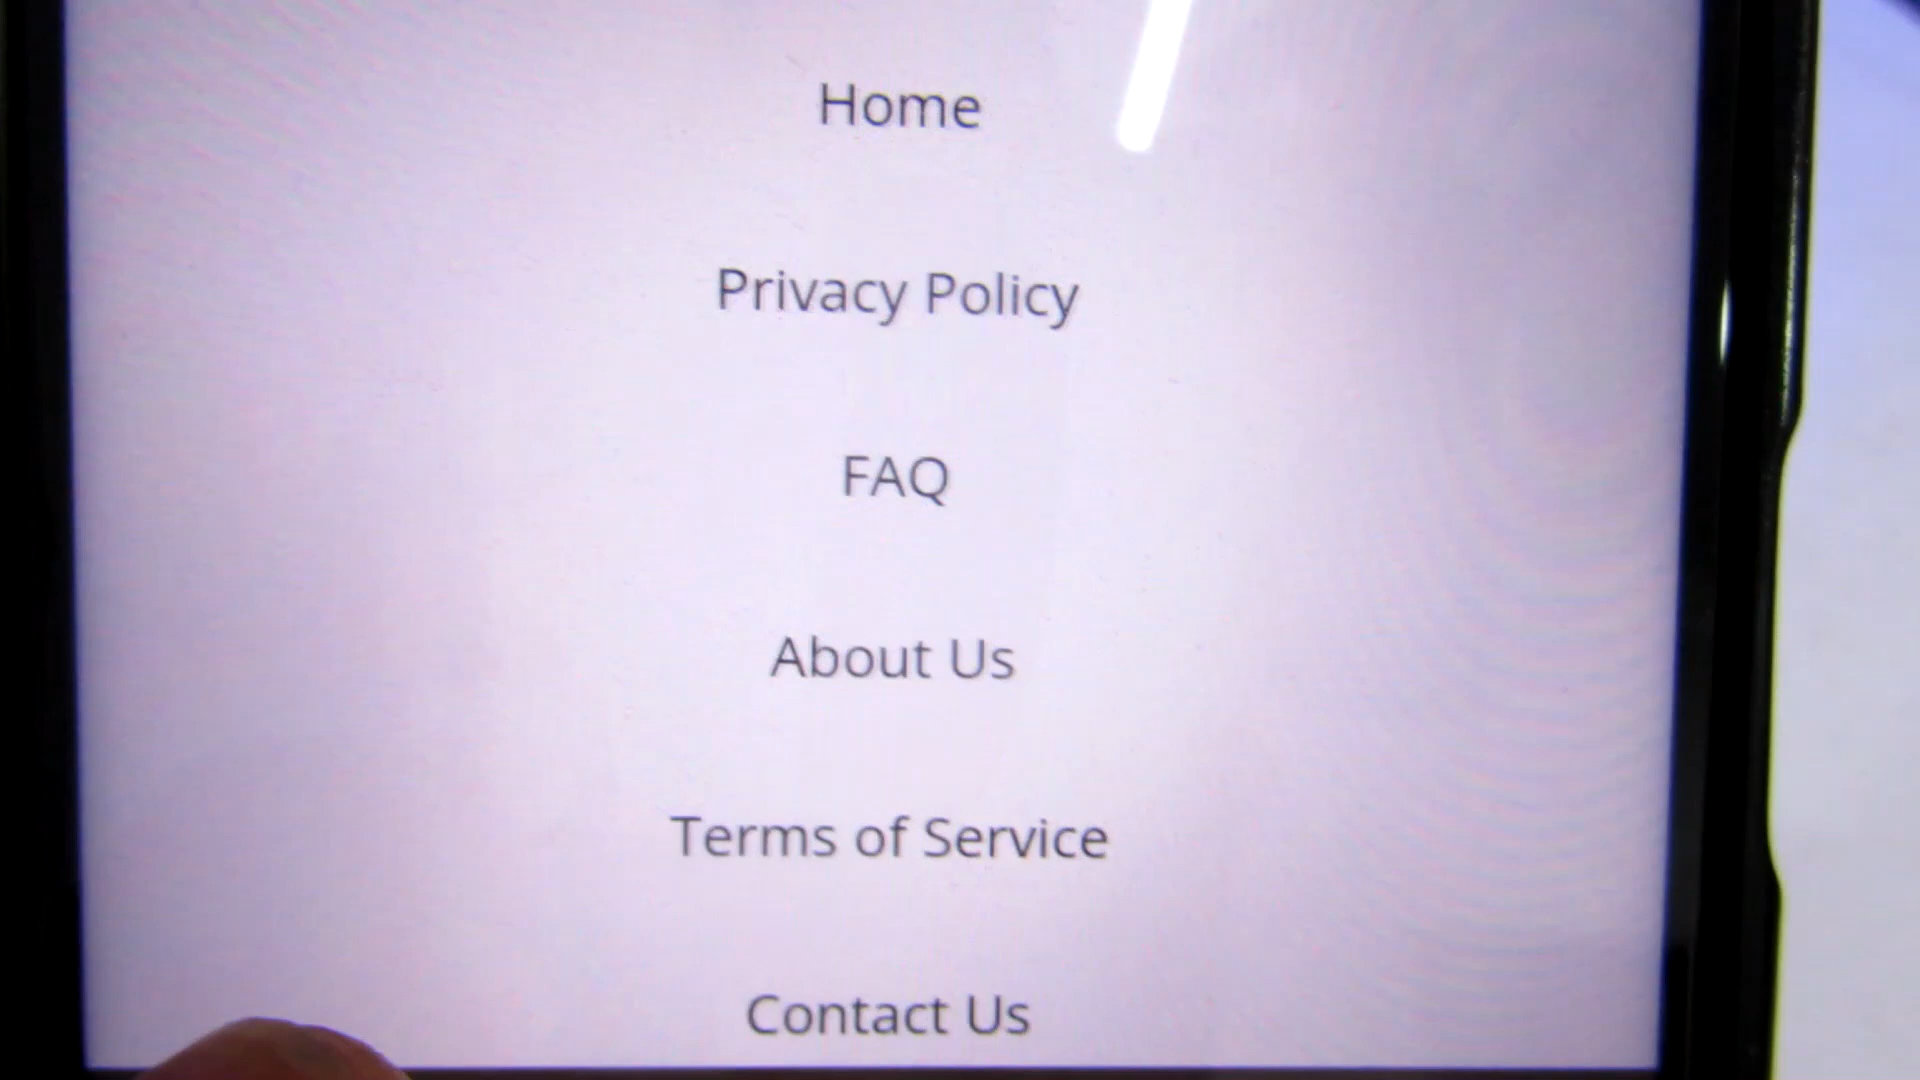 Home
Privacy Policy
FAQ
About Us
Terms of Service
Contact Us